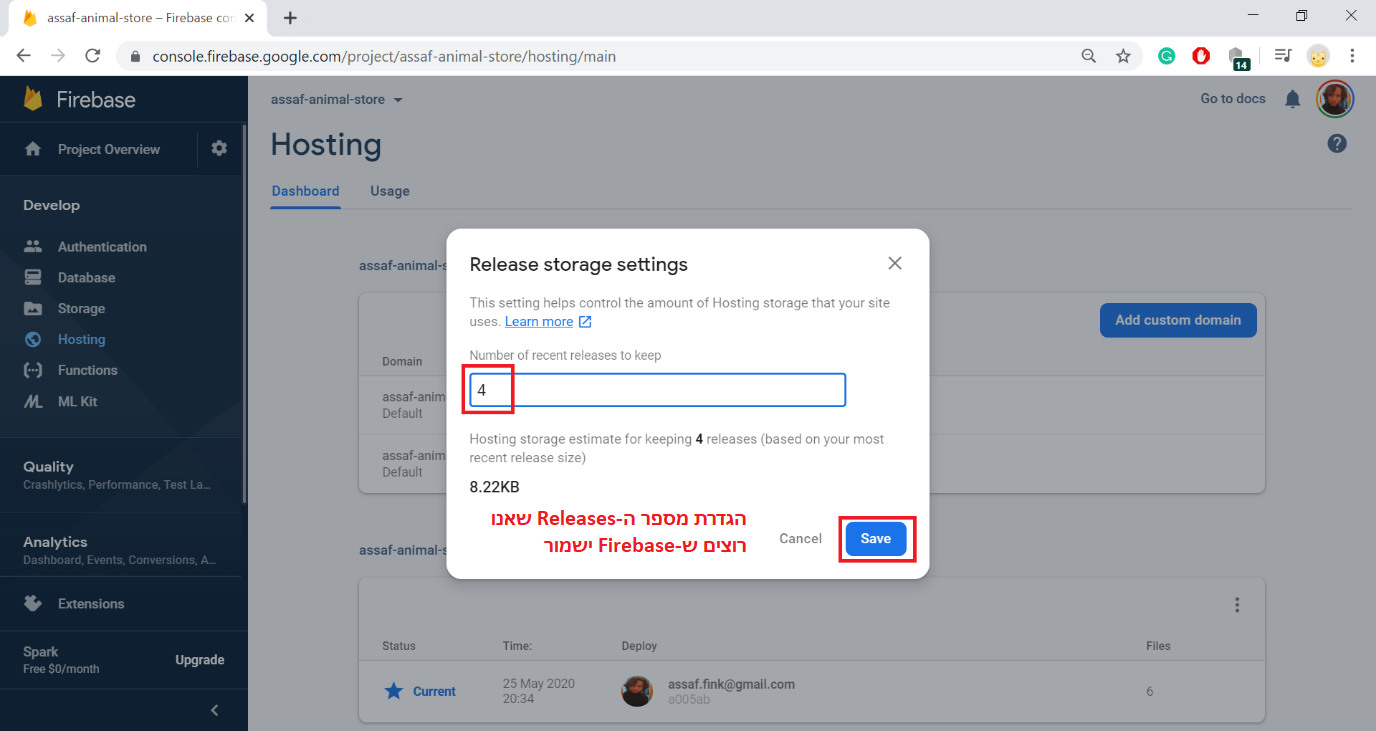 assaf-animal-store – Firebase con
console.firebase.google.com/project/assaf-animal-store/hosting/main
14
Firebase
Project Overview
Develop
Authentication
Database
Storage
Hosting
Functions
ML Kit
Quality
Crashlytics, Performance, Test La...
Analytics
Dashboard, Events, Conversions, A...
Extensions
Spark
Free $0/month
Upgrade
assaf-animal-store
Go to docs
Hosting
Dashboard
Usage
assaf-animal-s
Add custom domain
Domain
assaf-anim
Default
assaf-anim
Default
Release storage settings
This setting helps control the amount of Hosting storage that your site
uses. Learn more
Number of recent releases to keep
4
Hosting storage estimate for keeping 4 releases (based on your most
recent release size)
8.22KB
הגדרת מספר ה-Releases שאנו
רוצים ש-Firebase ישמור
Cancel
Save
assaf-animal-s
Status
Time:
Deploy
Files
Current
25 May 2020
20:34
assaf.fink@gmail.com
a005ab
6